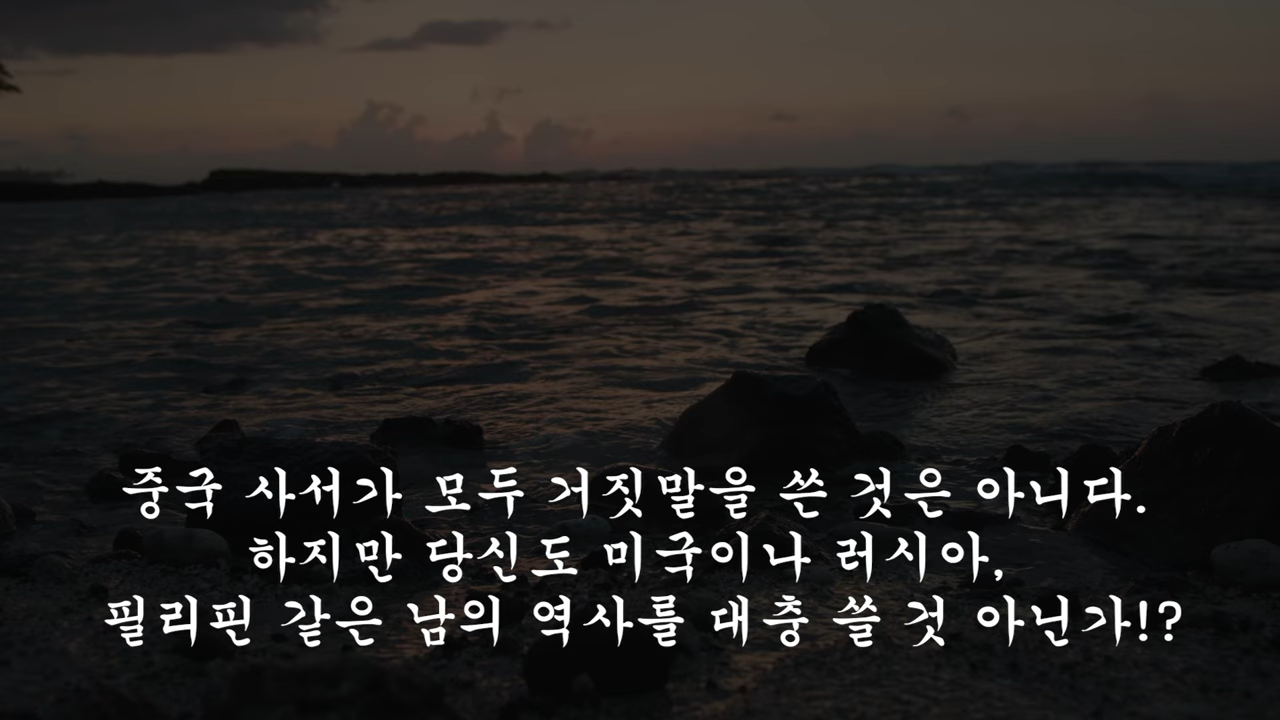 중국 사서가 모두 거짓말을 쓴 것은 아니다.
하지만 당신도 미국이나 러시아,
필리핀 같은 남의 역사를 대충 쓸 것 아닌가!?